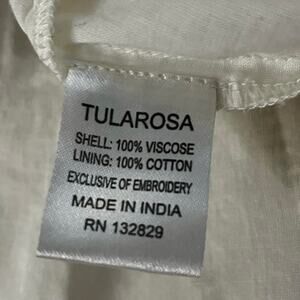 TULAROSA
SHELL: 100% VISCOSE
LINING: 100% COTTON
EXCLUSIVE OF EMBROIDERY
MADE IN INDIA
RN 132829